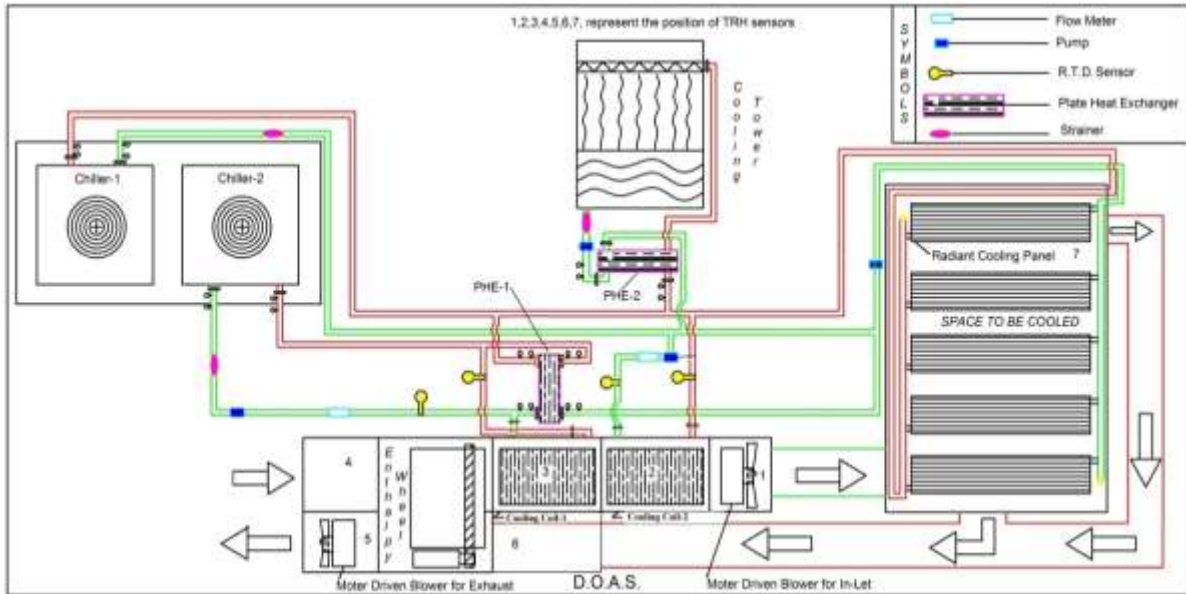 1,2,3,4,5,6,7, represent the position of TRH sensors
SYMBOLS
Flow Meter
Pump
R.T.D. Sensor
Plate Heat Exchanger
Strainer
Cooling
Tower
Chiller-1
Chiller-2
PHE-1
PHE-2
Radiant Cooling Panel
7
SPACE TO BE COOLED
4
Enthalpy
Wheel
3
2
1
5
6
Cooling Coil-1
Cooling Coil-2
Moter Driven Blower for Exhaust
D.O.A.S.
Moter Driven Blower for In-Let